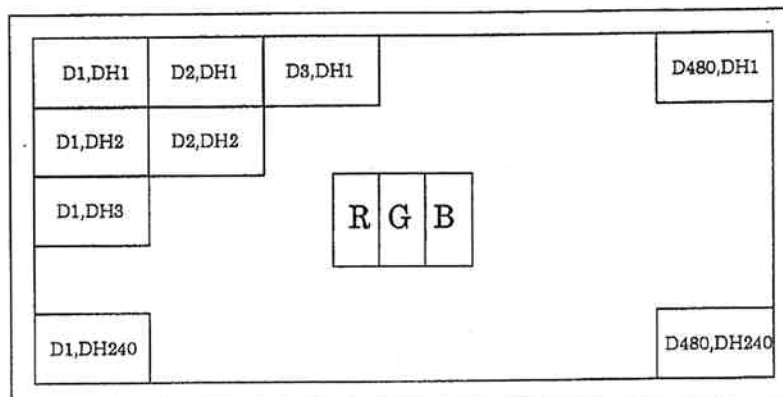 D1,DH1 D2,DH1 D3,DH1 D480,DH1
D1,DH2 D2,DH2
D1,DH3
R G B
D1,DH240 D480,DH240